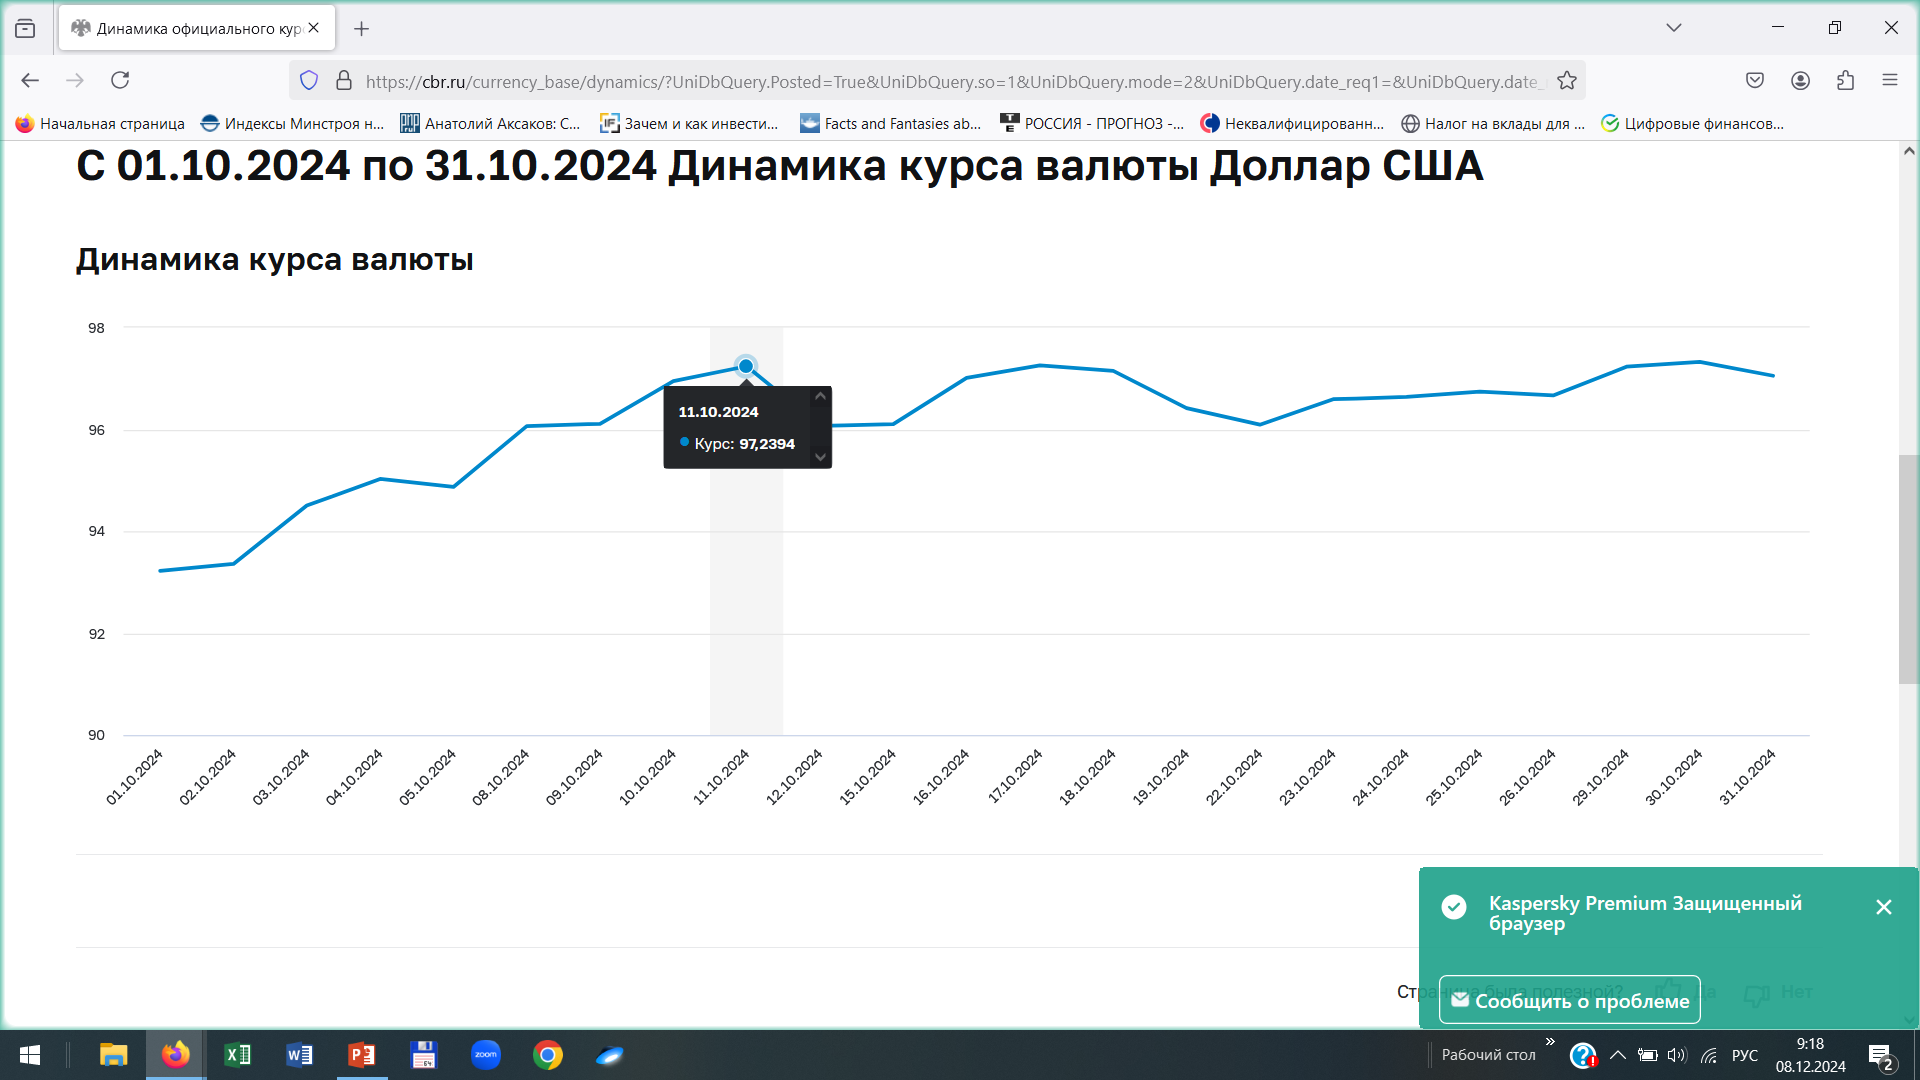 Динамика официального кур
https://cbr.ru/currency_base/dynamics/?UniDbQuery.Posted=True&UniDbQuery.so=1&UniDbQuery.mode=2&UniDbQuery.date_req1=&UniDbQuery.date_
Начальная страница Индексы Минстроя н... Анатолий Аксаков: С... Зачем и как инвести... Facts and Fantasies ab... РОССИЯ - ПРОГНОЗ -... Неквалифицированн... Налог на вклады для ... Цифровые финансов...
С 01.10.2024 по 31.10.2024 Динамика курса валюты Доллар США
Динамика курса валюты
98
96
94
92
90
11.10.2024
Курс: 97,2394
01.10.2024 02.10.2024 03.10.2024 04.10.2024 05.10.2024 08.10.2024 09.10.2024 10.10.2024 11.10.2024 12.10.2024 15.10.2024 16.10.2024 17.10.2024 18.10.2024 19.10.2024 22.10.2024 23.10.2024 24.10.2024 25.10.2024 26.10.2024 29.10.2024 30.10.2024 31.10.2024
Kaspersky Premium Защищенный
браузер
Страница была полезной? Да Нет
Сообщить о проблеме
Рабочий стол
РУС
9:18
08.12.2024
2